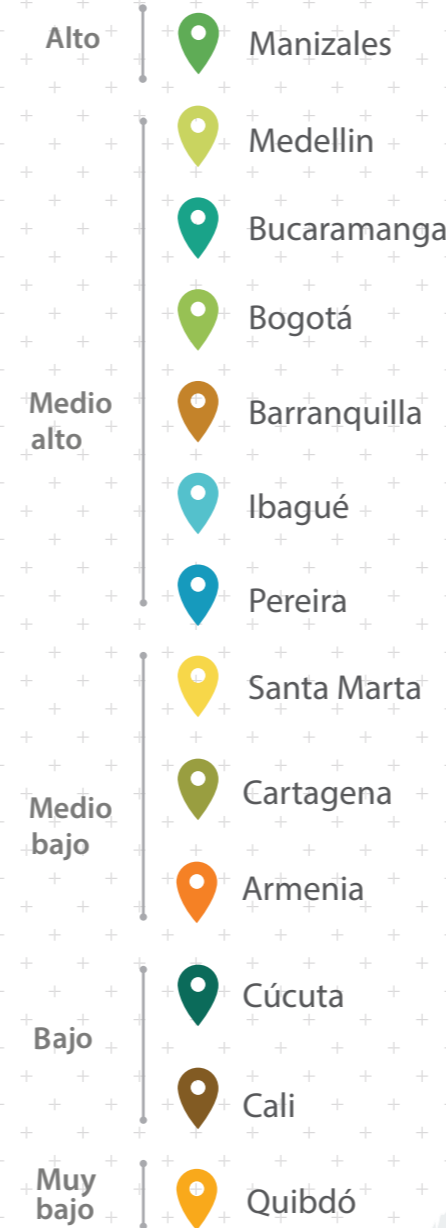 Alto
Manizales
Medellin
Bucaramanga
Bogotá
Medio
alto
Barranquilla
Ibagué
Pereira
Santa Marta
Medio
bajo
Cartagena
Armenia
Bajo
Cúcuta
Cali
Muy
bajo
Quibdó